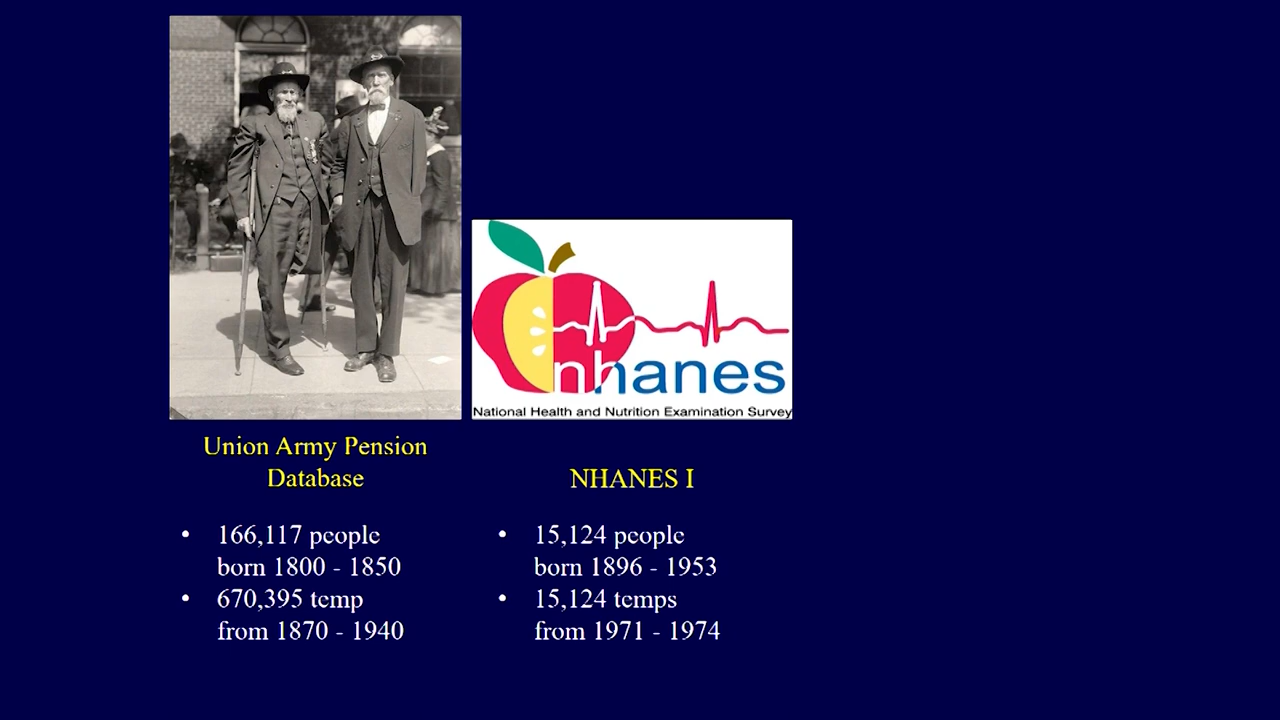 nhanes
National Health and Nutrition Examination Survey
Union Army Pension
Database
• 166,117 people
born 1800 - 1850
• 670,395 temp
from 1870 - 1940
NHANES I
• 15,124 people
born 1896 - 1953
• 15,124 temps
from 1971 - 1974